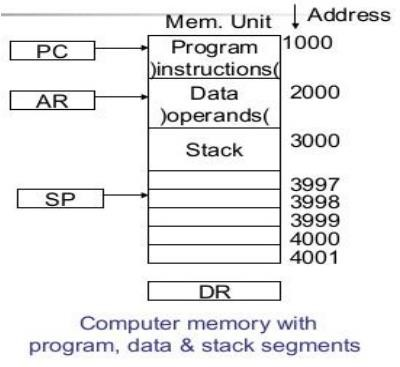 Mem. Unit
Address
PC
Program
)instructions(
1000
AR
Data
)operands(
2000
Stack
3000
SP
3997
3998
3999
4000
4001
DR
Computer memory with
program, data & stack segments